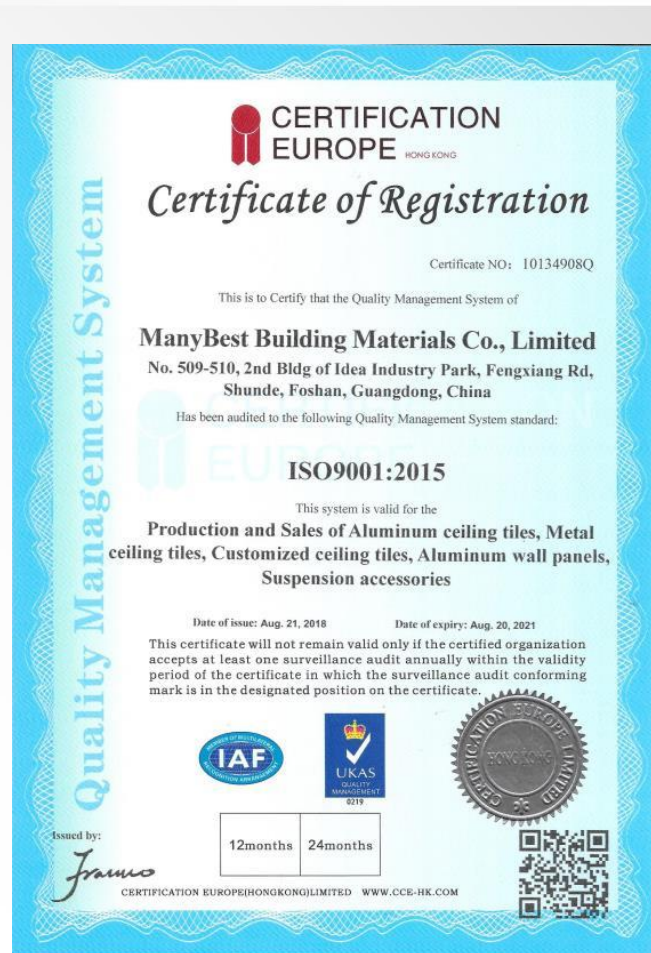 CERTIFICATION
EUROPE HONG KONG
Certificate of Registration
Certificate NO: 10134908Q
This is to Certify that the Quality Management System of
ManyBest Building Materials Co., Limited
No. 509-510, 2nd Bldg of Idea Industry Park, Fengxiang Rd,
Shunde, Foshan, Guangdong, China
Has been audited to the following Quality Management System standard:
ISO9001:2015
This system is valid for the
Production and Sales of Aluminum ceiling tiles, Metal
ceiling tiles, Customized ceiling tiles, Aluminum wall panels,
Suspension accessories
Date of issue: Aug. 21, 2018 Date of expiry: Aug. 20, 2021
This certificate will not remain valid only if the certified organization
accepts at least one surveillance audit annually within the validity
period of the certificate in which the surveillance audit conforming
mark is in the designated position on the certificate.
Quality Management System
MEMBER OF MULTILATERAL
IAF
RECOGNITION ARRANGEMENT
UKAS
QUALITY
MANAGEMENT
0219
CERTIFICATION EUROPE LIMITED
HONG KONG
Issued by:
12months 24months
CERTIFICATION EUROPE(HONGKONG)LIMITED WWW.CCE-HK.COM